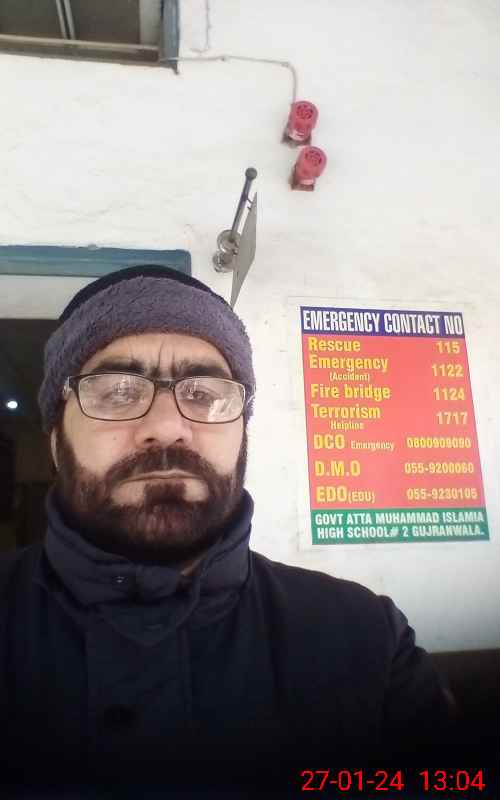 EMERGENCY CONTACT NO
Rescue 115
Emergency 1122
(Accident)
Fire bridge 1124
Terrorism 1717
Helpline
DCO Emergency 0800909090
D.M.O 055-9200060
EDO(EDU) 055-9230105
GOVT ATTA MUHAMMAD ISLAMIA
HIGH SCHOOL# 2 GUJRANWALA.
27-01-24 13:04